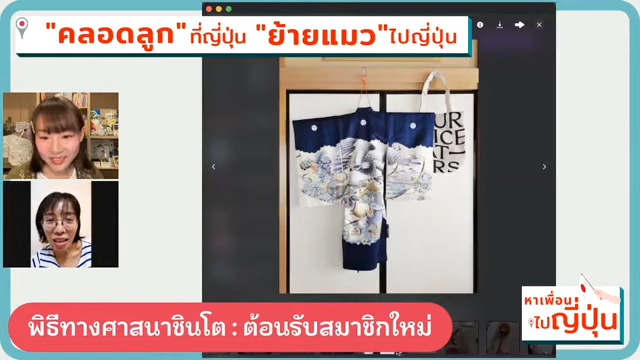 "คลอดลูก" ที่ญี่ปุ่น "ย้ายแมว" ไปญี่ปุ่น
พิธีทางศาสนาชินโต : ต้อนรับสมาชิกใหม่
หาเพื่อน
ไปญี่ปุ่น